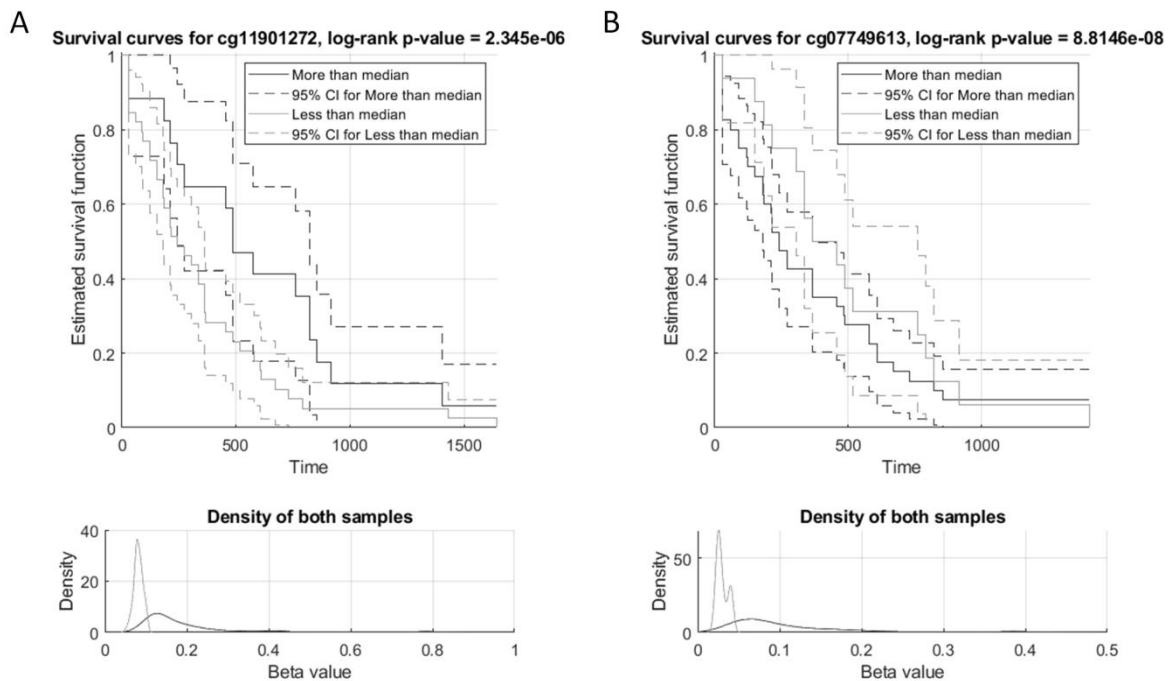 A
Survival curves for cg11901272, log-rank p-value = 2.345e-06
1
0.8
0.6
0.4
0.2
0
Estimated survival function
More than median
95% CI for More than median
Less than median
95% CI for Less than median
0 500 1000 1500
Time
Density of both samples
40
20
0
Density
0 0.2 0.4 0.6 0.8 1
Beta value
B
Survival curves for cg07749613, log-rank p-value = 8.8146e-08
1
0.8
0.6
0.4
0.2
0
Estimated survival function
More than median
95% CI for More than median
Less than median
95% CI for Less than median
0 500 1000
Time
Density of both samples
50
0
Density
0 0.1 0.2 0.3 0.4 0.5
Beta value